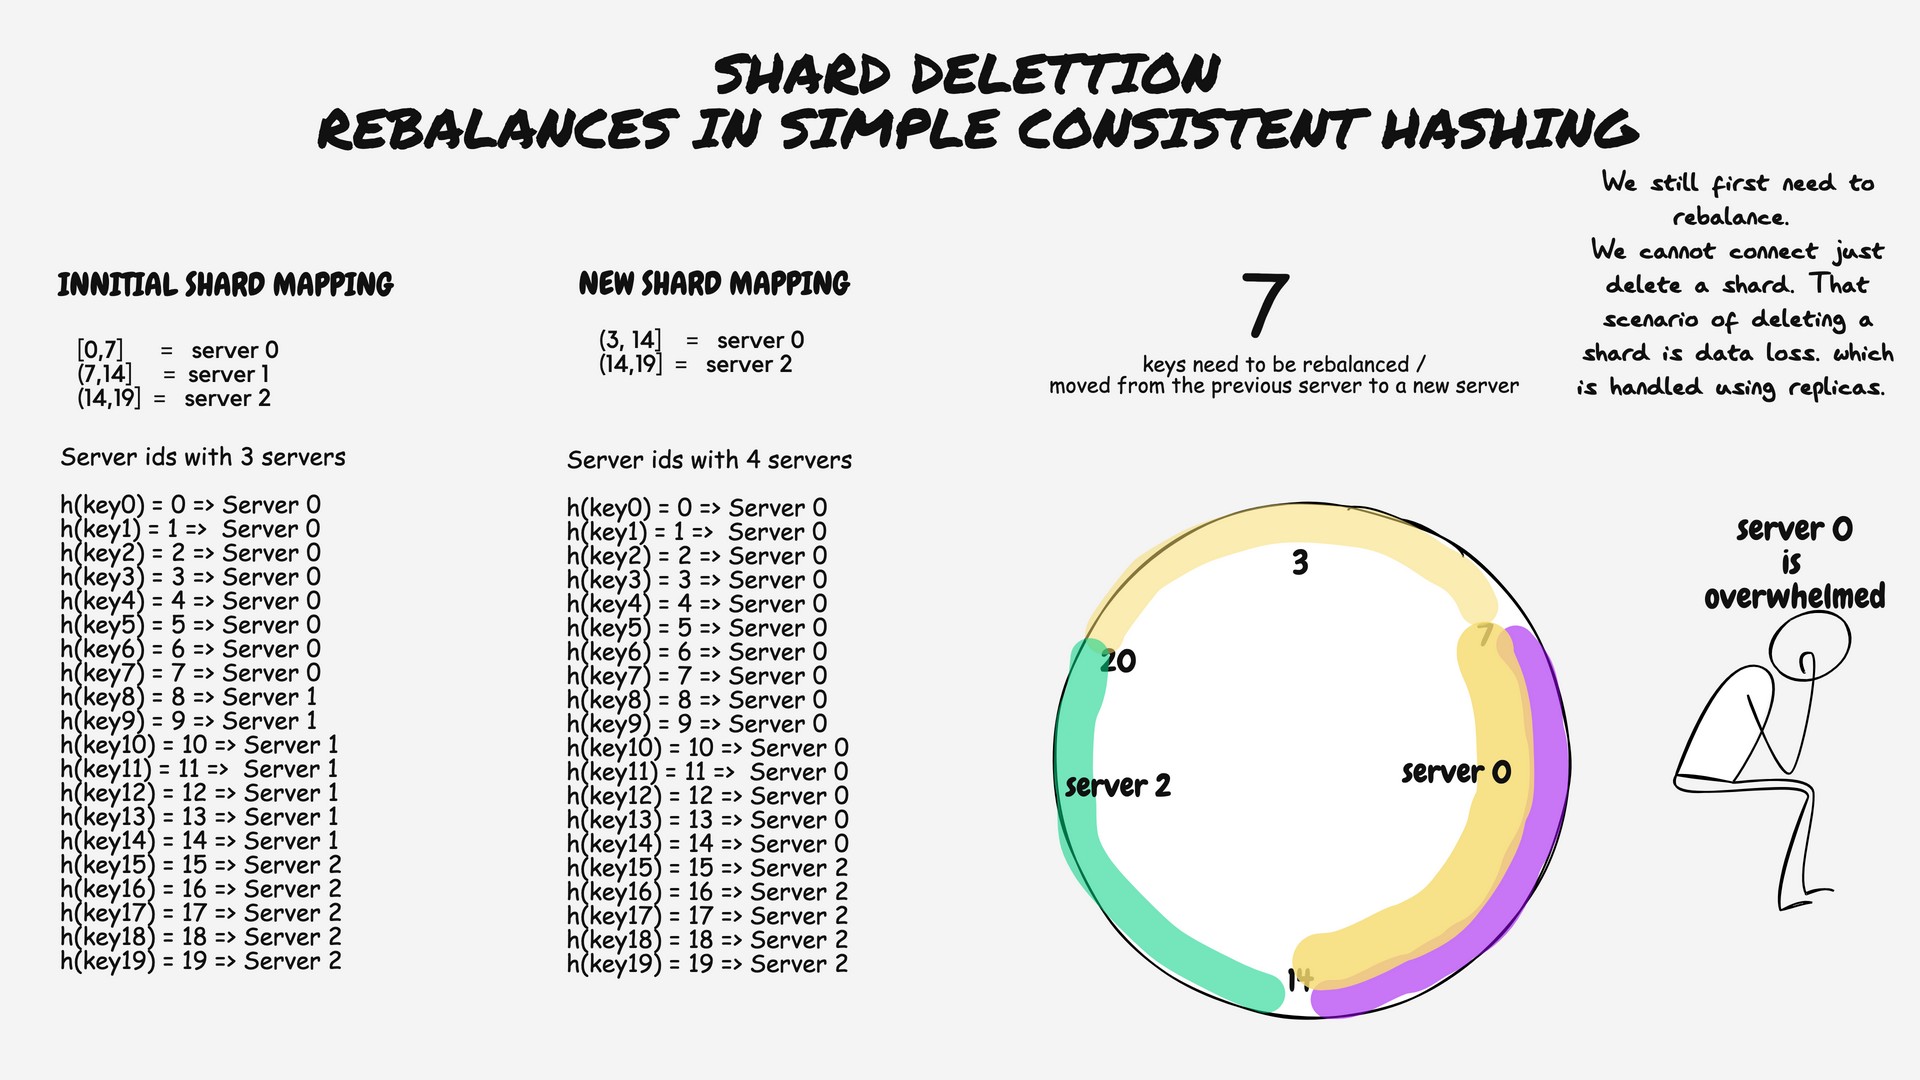 SHARD DELETTION
REBALANCES IN SIMPLE CONSISTENT HASHING
We still first need to
rebalance.
We cannot connect just
delete a shard. That
scenario of deleting a
shard is data loss. which
is handled using replicas.
INNITIAL SHARD MAPPING
[0,7] = server 0
(7,14] = server 1
(14,19] = server 2
Server ids with 3 servers
h(key0) = 0 => Server 0
h(key1) = 1 => Server 0
h(key2) = 2 => Server 0
h(key3) = 3 => Server 0
h(key4) = 4 => Server 0
h(key5) = 5 => Server 0
h(key6) = 6 => Server 0
h(key7) = 7 => Server 0
h(key8) = 8 => Server 1
h(key9) = 9 => Server 1
h(key10) = 10 => Server 1
h(key11) = 11 => Server 1
h(key12) = 12 => Server 1
h(key13) = 13 => Server 1
h(key14) = 14 => Server 1
h(key15) = 15 => Server 2
h(key16) = 16 => Server 2
h(key17) = 17 => Server 2
h(key18) = 18 => Server 2
h(key19) = 19 => Server 2
NEW SHARD MAPPING
(3, 14] = server 0
(14,19] = server 2
Server ids with 4 servers
h(key0) = 0 => Server 0
h(key1) = 1 => Server 0
h(key2) = 2 => Server 0
h(key3) = 3 => Server 0
h(key4) = 4 => Server 0
h(key5) = 5 => Server 0
h(key6) = 6 => Server 0
h(key7) = 7 => Server 0
h(key8) = 8 => Server 0
h(key9) = 9 => Server 0
h(key10) = 10 => Server 0
h(key11) = 11 => Server 0
h(key12) = 12 => Server 0
h(key13) = 13 => Server 0
h(key14) = 14 => Server 0
h(key15) = 15 => Server 2
h(key16) = 16 => Server 2
h(key17) = 17 => Server 2
h(key18) = 18 => Server 2
h(key19) = 19 => Server 2
7
keys need to be rebalanced /
moved from the previous server to a new server
3
7
20
server 2
server 0
14
server 0
is
overwhelmed